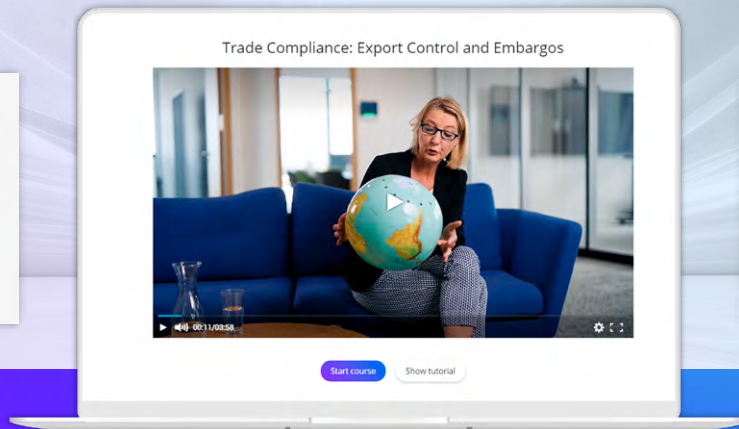 Trade Compliance: Export Control and Embargos
00:11/03:58
Start course
Show tutorial